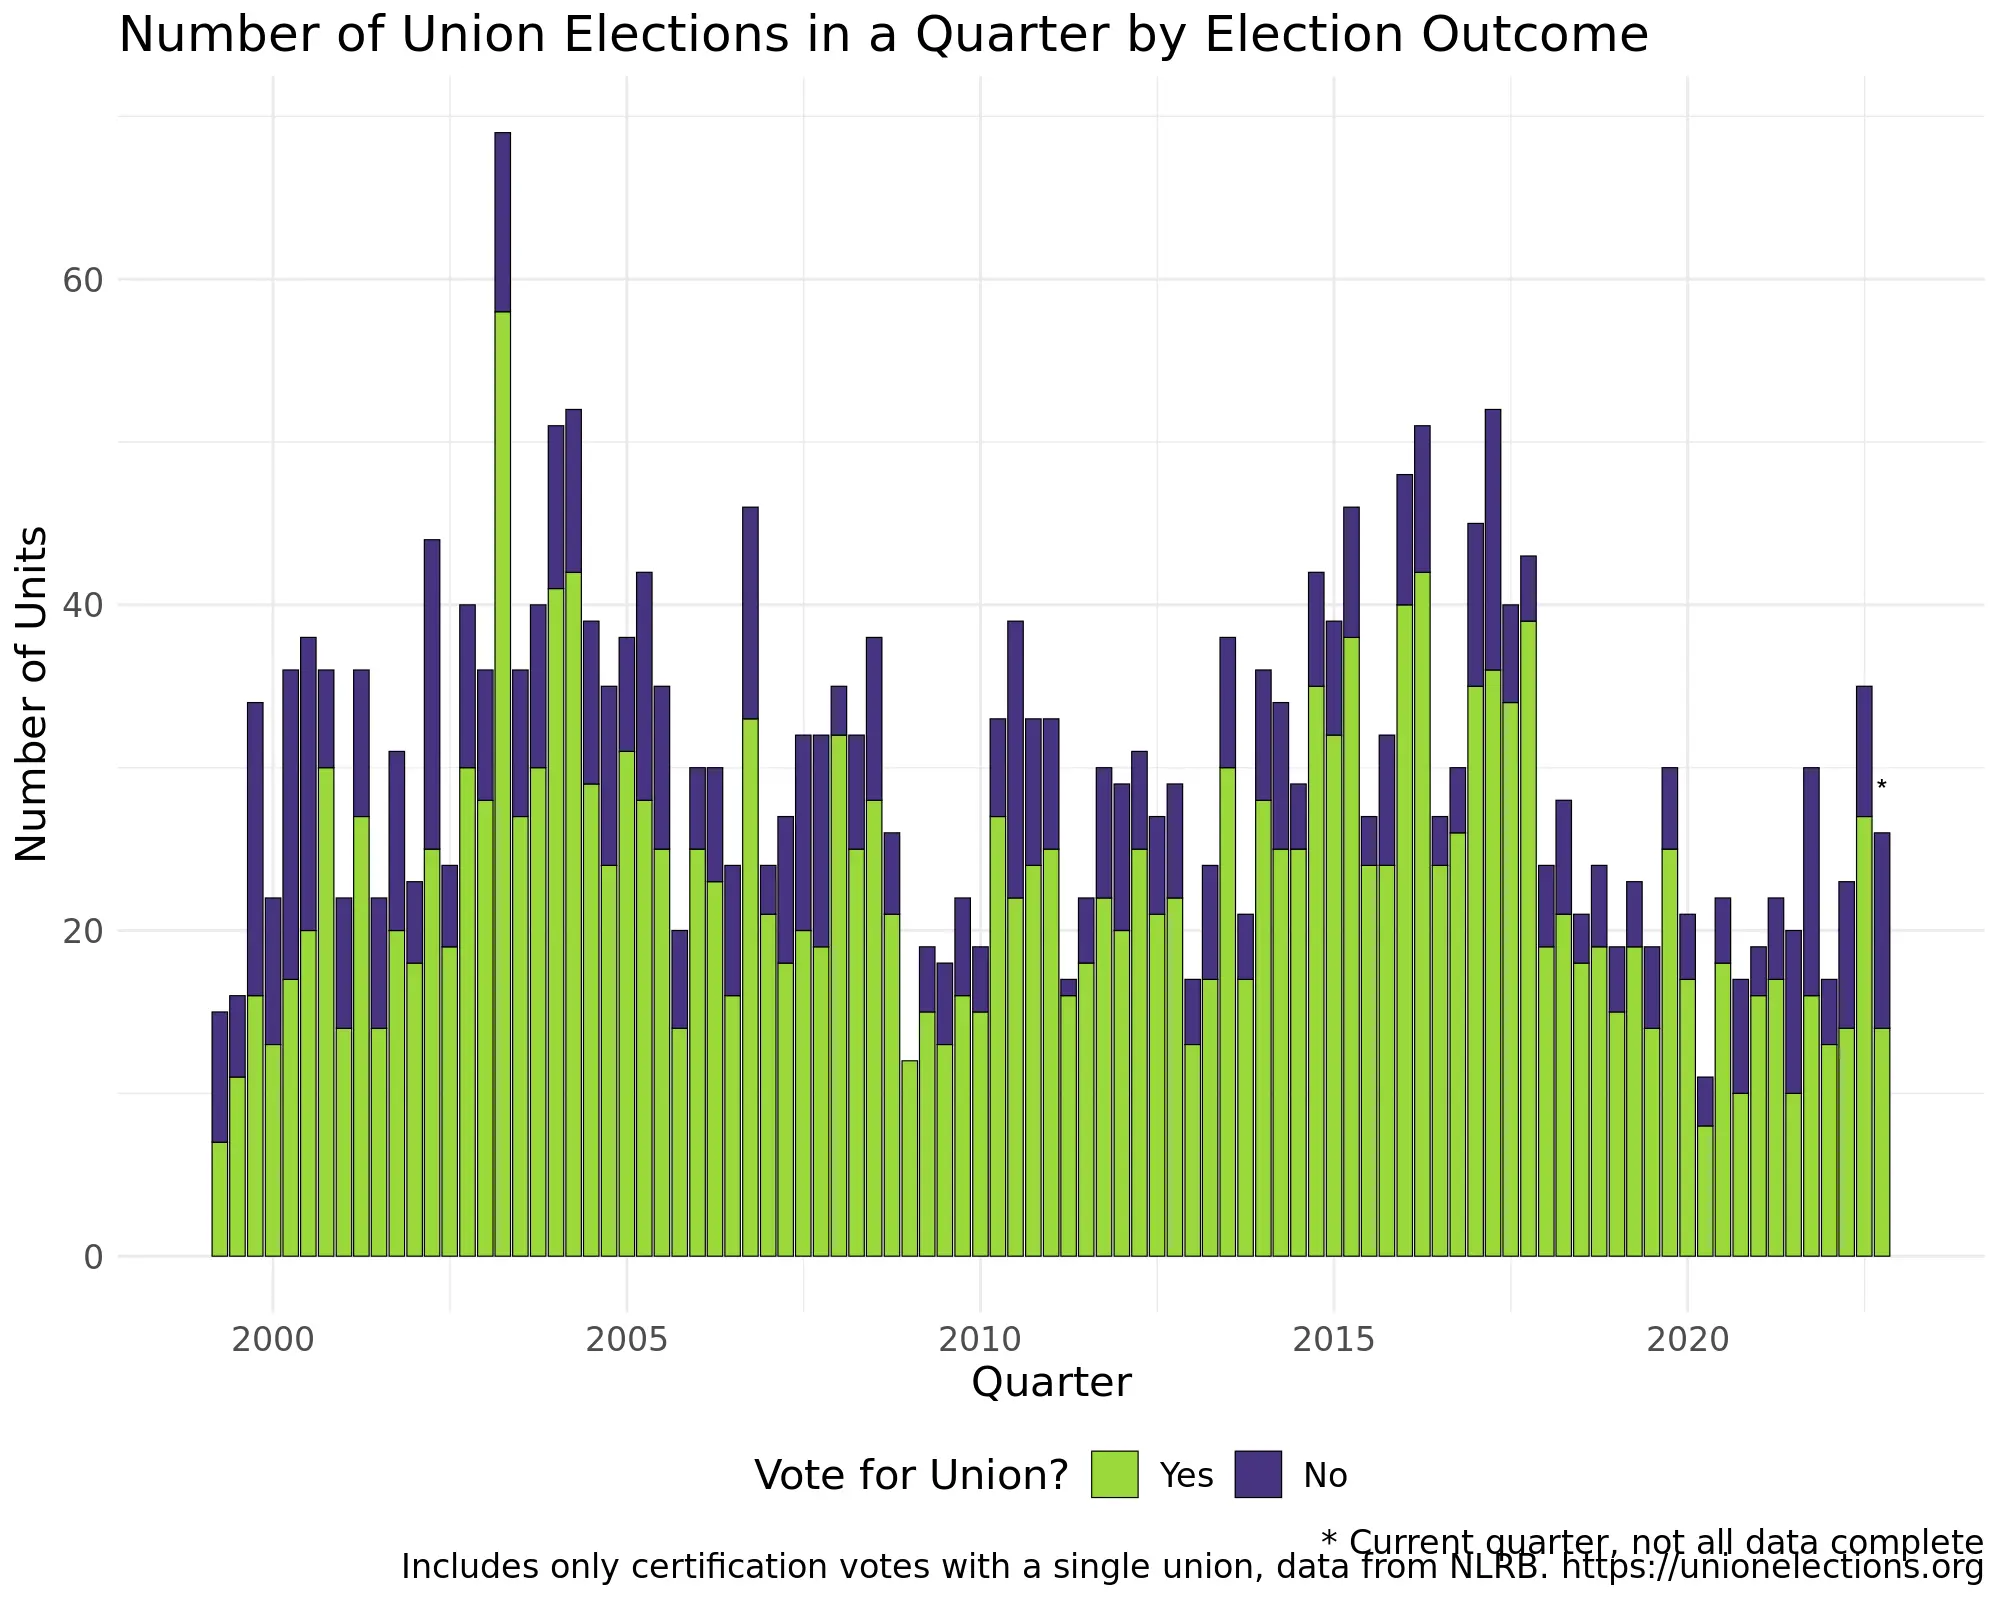 Number of Union Elections in a Quarter by Election Outcome
Number of Units
60
40
20
0
*
2000 2005 2010 2015 2020
Quarter
Vote for Union? Yes No
* Current quarter, not all data complete
Includes only certification votes with a single union, data from NLRB. https://unionelections.org